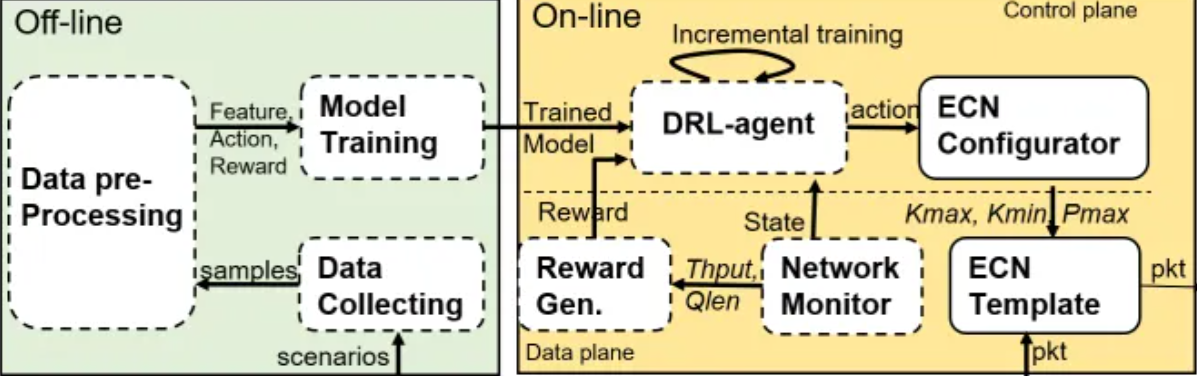 Off-line
Data pre-
Processing
Feature,
Action,
Reward
Model
Training
samples
Data
Collecting
scenarios
On-line
Control plane
Incremental training
Trained
Model
DRL-agent
action
ECN
Configurator
Reward
State
Kmax, Kmin, Pmax
Reward
Gen.
Thput,
Qlen
Network
Monitor
ECN
Template
pkt
Data plane
pkt